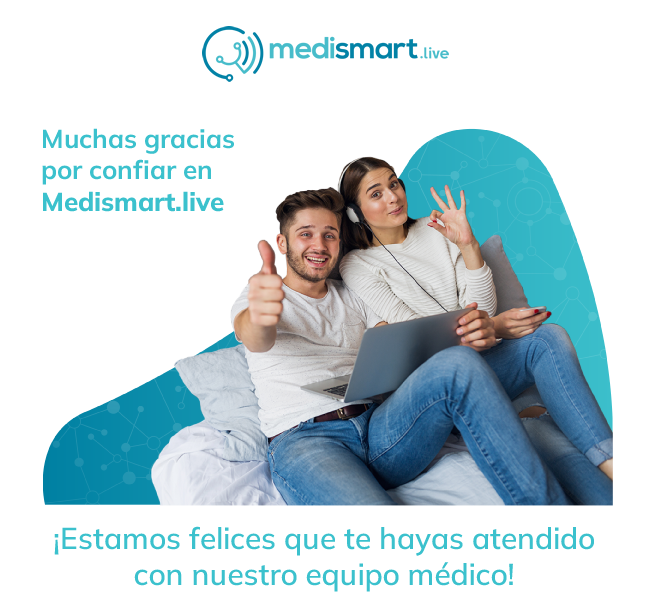 medismart.live
Muchas gracias
por confiar en
Medismart.live
¡Estamos felices que te hayas atendido
con nuestro equipo médico!